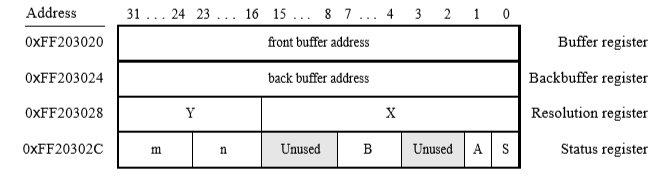 Address 31 . . . 24 23 . . . 16 15 . . . 8 7 . . . 4 3 2 1 0
0xFF203020 front buffer address Buffer register
0xFF203024 back buffer address Backbuffer register
0xFF203028 Y X Resolution register
0xFF20302C m n Unused B Unused A S Status register